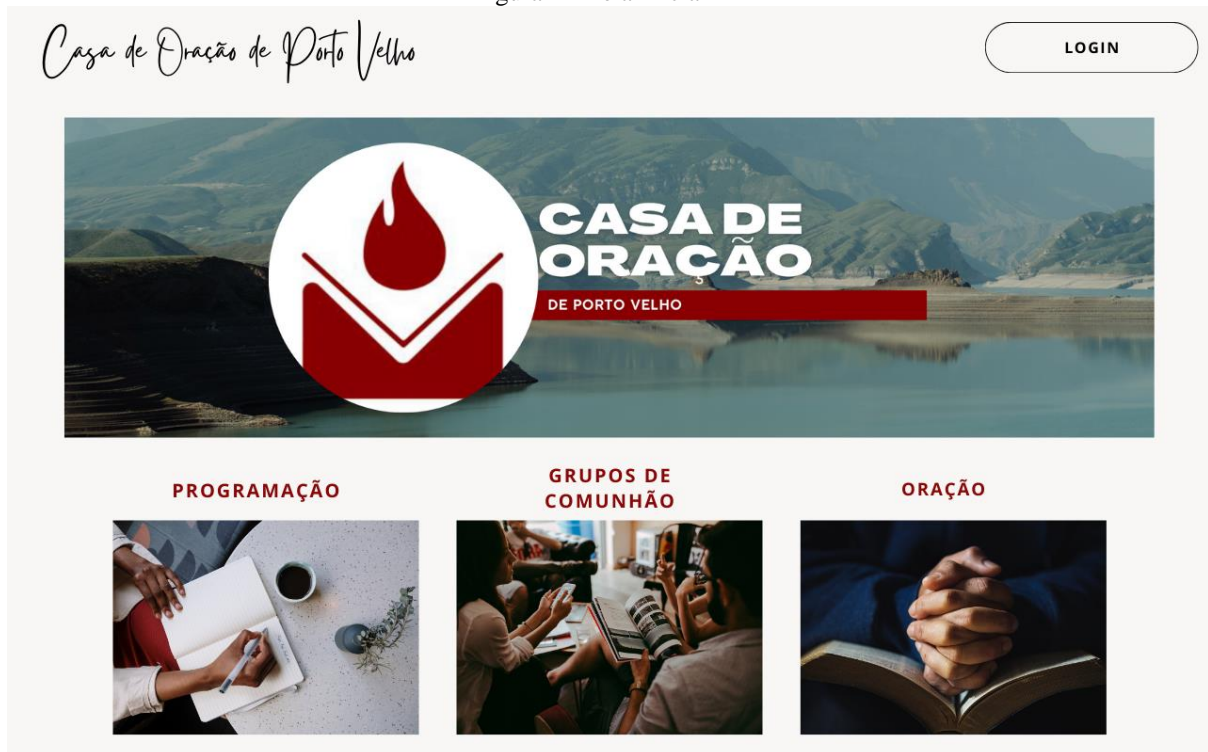 Casa de Oração de Porto Velho
LOGIN
CASA DE
ORAÇÃO
DE PORTO VELHO
PROGRAMAÇÃO
GRUPOS DE
COMUNHÃO
ORAÇÃO